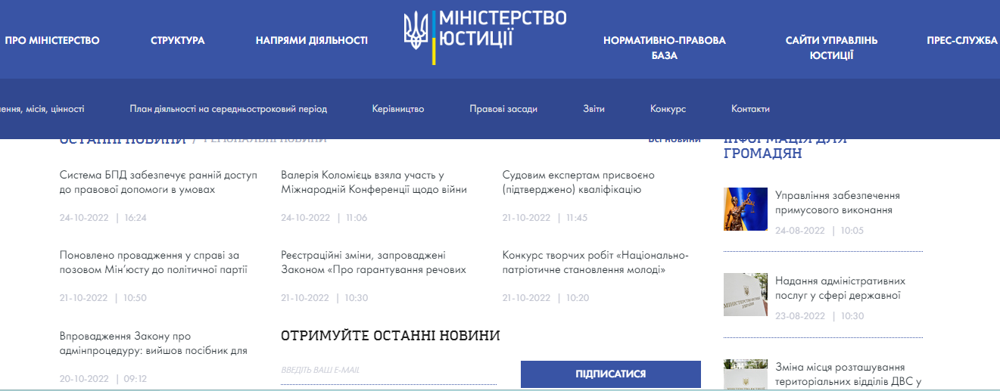 ПРО МІНІСТЕРСТВО
СТРУКТУРА
НАПРЯМИ ДІЯЛЬНОСТІ
МІНІСТЕРСТВО
ЮСТИЦІЇ
НОРМАТИВНО-ПРАВОВА
БАЗА
САЙТИ УПРАВЛІНЬ
ЮСТИЦІЇ
ПРЕС-СЛУЖБА
ення, місія, цінності
План діяльності на середньостроковий період
Керівництво
Правові засади
Звіти
Конкурс
Контакти
ОСТАННІ НОВИНИ / РЕГІОНАЛЬНІ НОВИНИ
Всі новини
Система БПД забезпечує ранній доступ
до правової допомоги в умовах
24-10-2022 | 16:24
Валерія Коломієць взяла участь у
Міжнародній Конференції щодо війни
24-10-2022 | 11:06
Судовим експертам присвоєно
(підтверджено) кваліфікацію
21-10-2022 | 11:45
Поновлено провадження у справі за
позовом Мін’юсту до політичної партії
21-10-2022 | 10:50
Реєстраційні зміни, запроваджені
Законом «Про гарантування речових
21-10-2022 | 10:30
Конкурс творчих робіт «Національно-
патріотичне становлення молоді»
21-10-2022 | 10:20
Впровадження Закону про
адмінпроцедуру: вийшов посібник для
20-10-2022 | 09:12
ОТРИМУЙТЕ ОСТАННІ НОВИНИ
ВВЕДІТЬ ВАШ E-MAIL
ПІДПИСАТИСЯ
ІНФОРМАЦІЯ ДЛЯ
ГРОМАДЯН
Управління забезпечення
примусового виконання
24-08-2022 | 10:05
МІНІСТЕРСТВО ЮСТИЦІЇ
УКРАЇНИ
Надання адміністративних
послуг у сфері державної
23-08-2022 | 10:30
Зміна місця розташування
територіальних відділів ДВС у